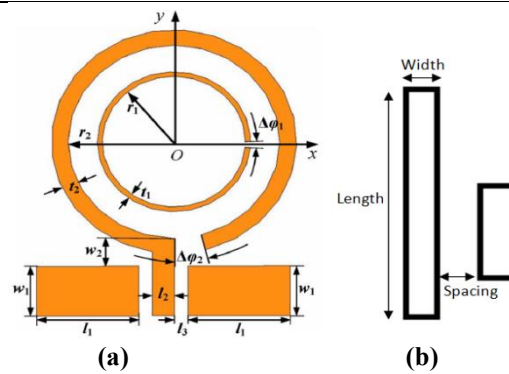 y
r₁
Δφ₁
r₂
O
x
t₂
t₁
w₂
Δφ₂
w₁
l₂
w₁
l₁
l₃
l₁
(a)
Width
Length
Spacing
(b)